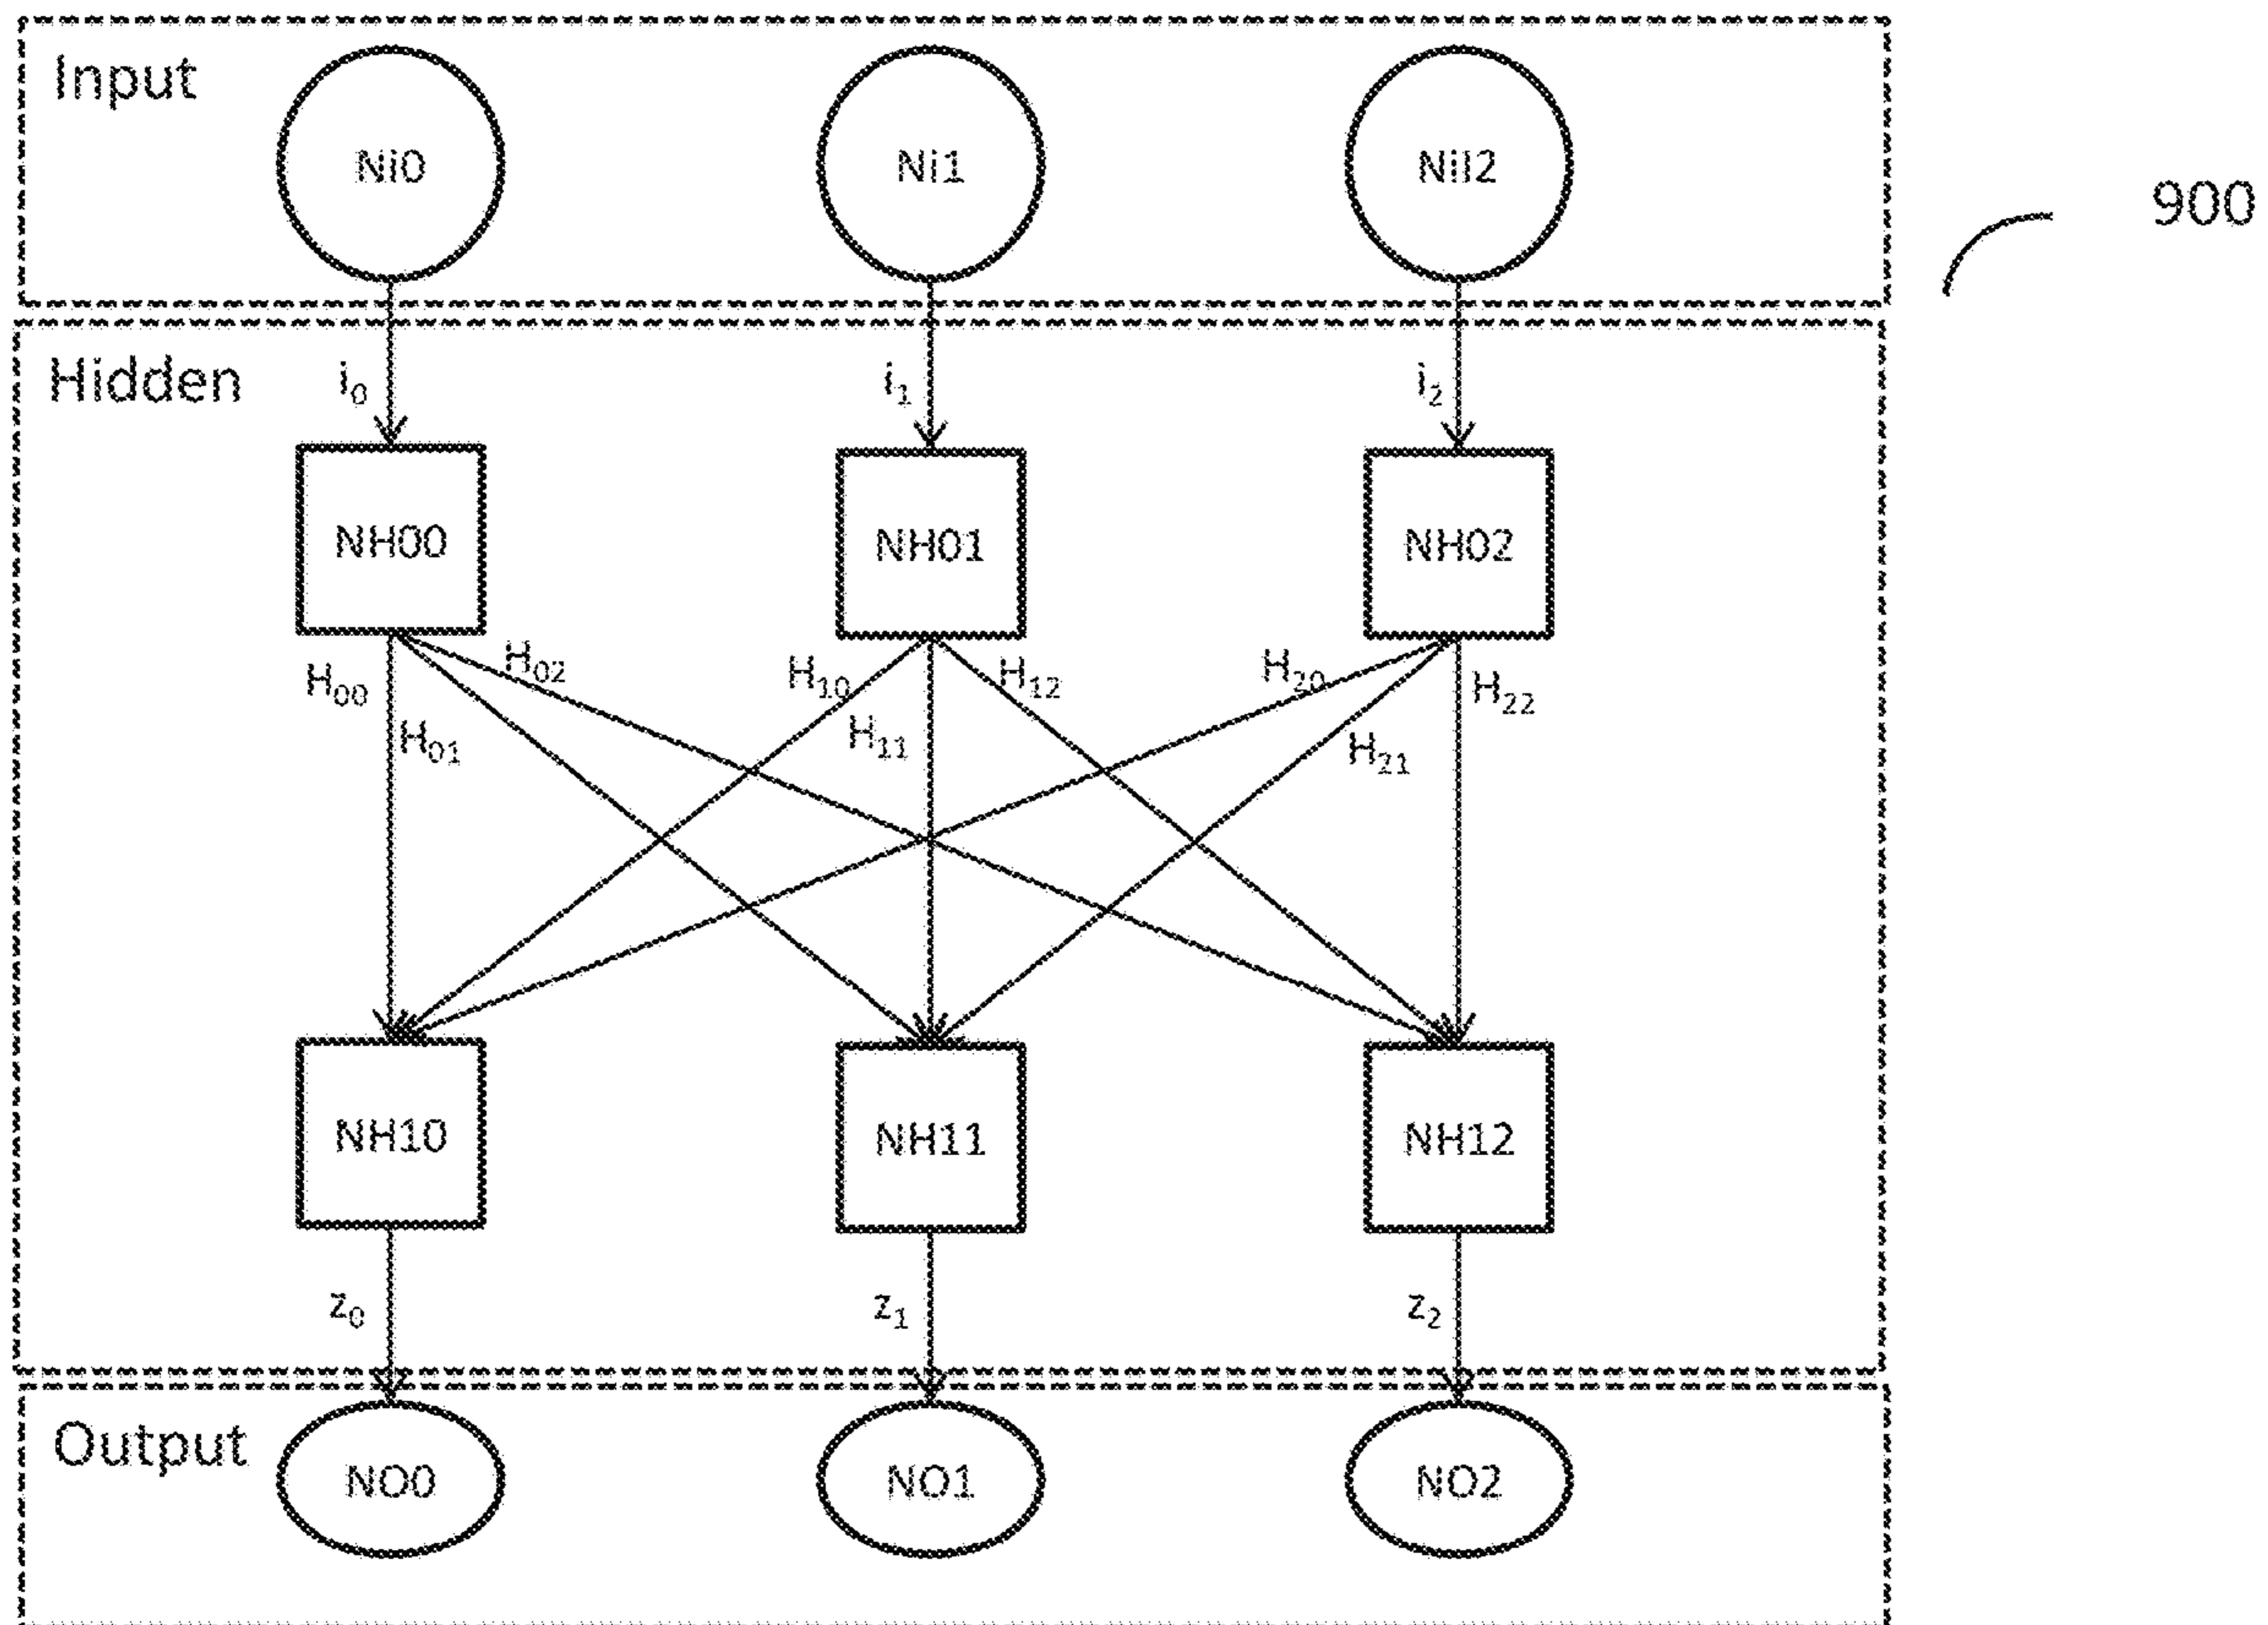 Input
Ni0
Ni1
NiI2
900
Hidden
i₀
i₁
i₂
NH00
NH01
NH02
H₀₀
H₀₂
H₁₀
H₁₂
H₂₀
H₂₂
H₀₁
H₁₁
H₂₁
NH10
NH11
NH12
z₀
z₁
z₂
Output
NO0
NO1
NO2